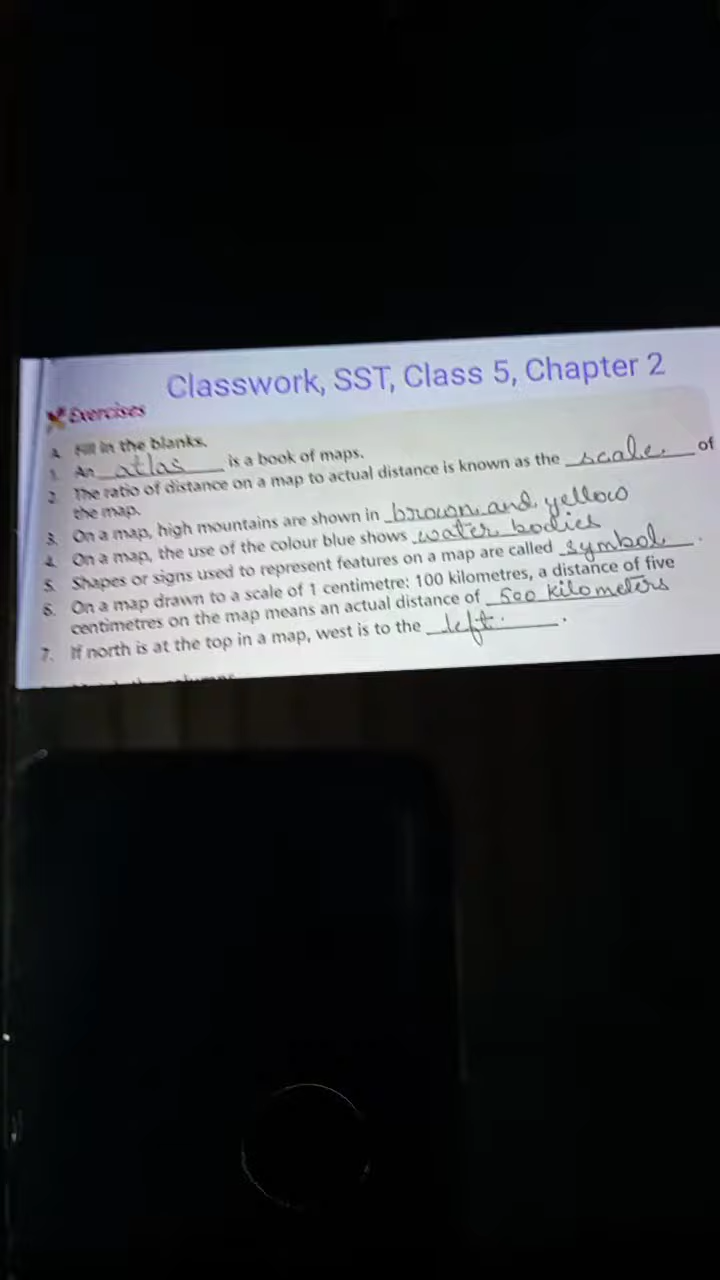 Classwork, SST, Class 5, Chapter 2
Exercises
A. Fill in the blanks.
1. An atlas is a book of maps.
2. The ratio of distance on a map to actual distance is known as the scale of
the map.
3. On a map, high mountains are shown in brown and yellow
4. On a map, the use of the colour blue shows water bodies
5. Shapes or signs used to represent features on a map are called symbol.
6. On a map drawn to a scale of 1 centimetre: 100 kilometres, a distance of five
centimetres on the map means an actual distance of 500 kilometers
7. If north is at the top in a map, west is to the left.